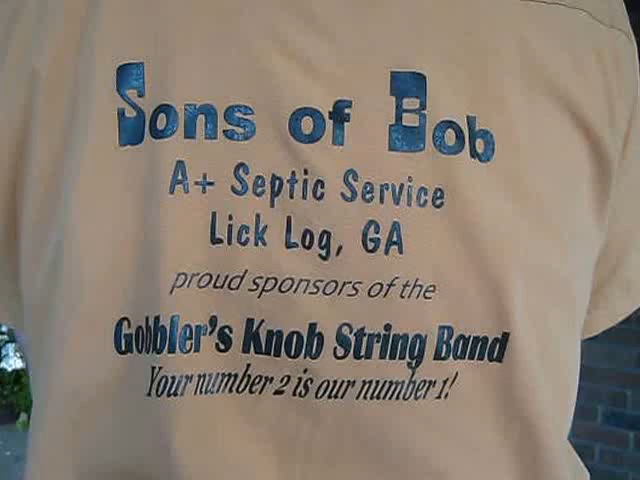 Sons of Bob
A+ Septic Service
Lick Log, GA
proud sponsors of the
Gobbler's Knob String Band
Your number 2 is our number 1!